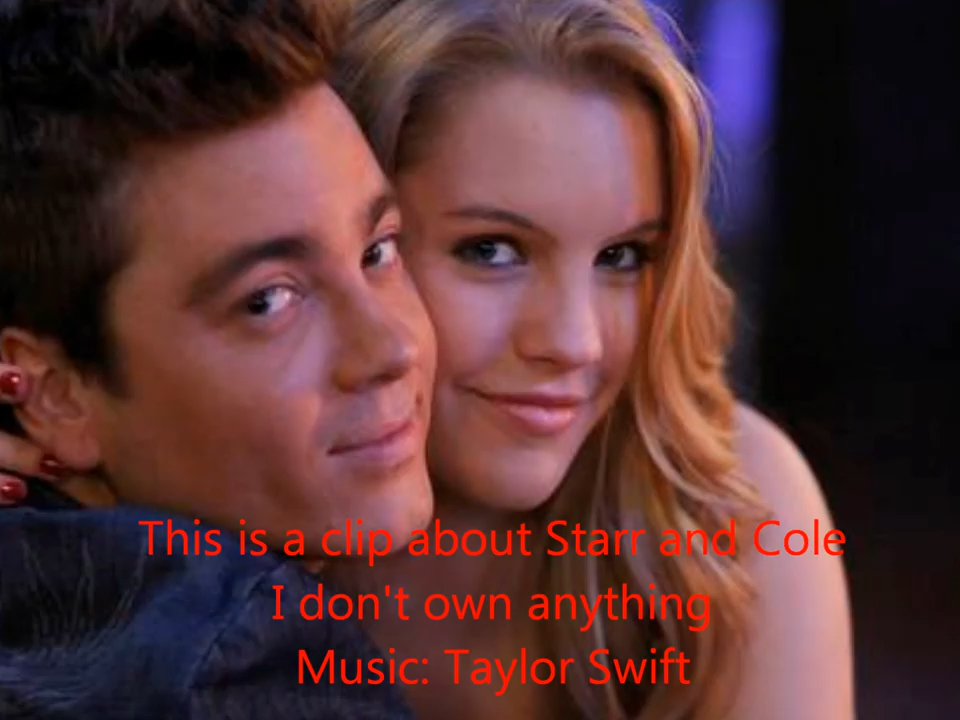 This is a clip about Starr and Cole
I don't own anything
Music: Taylor Swift